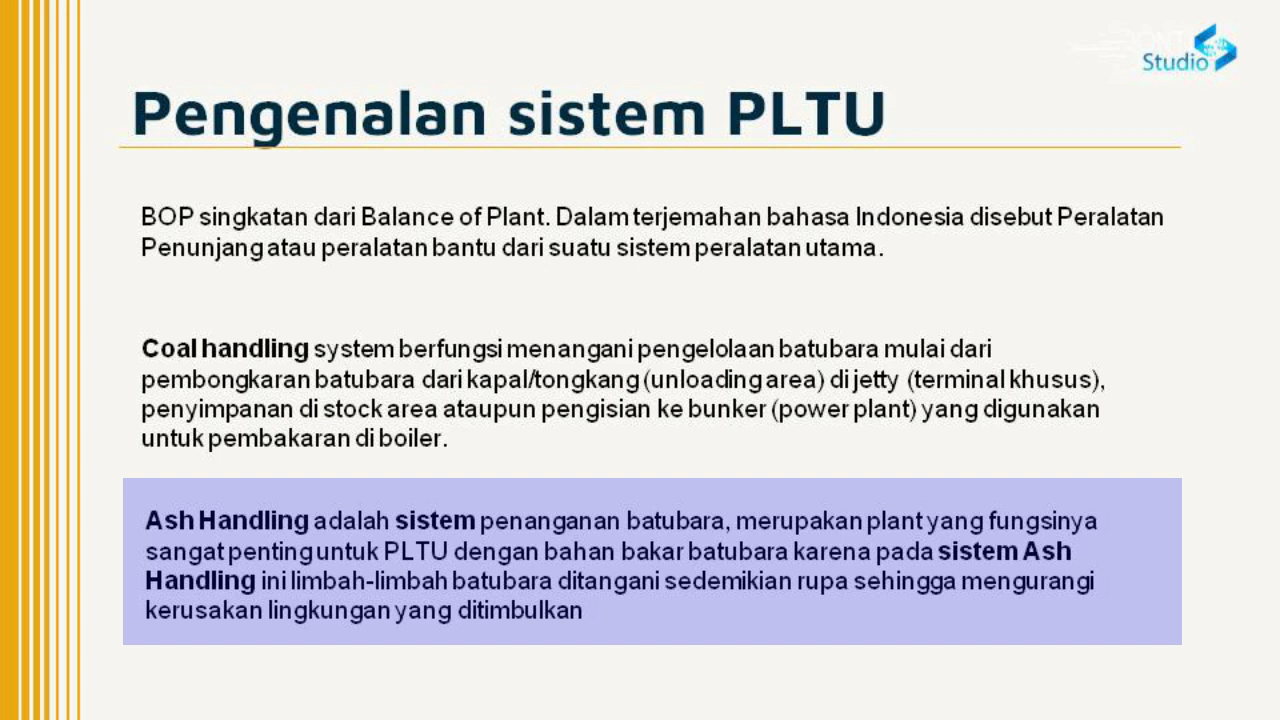 Studio
Pengenalan sistem PLTU
BOP singkatan dari Balance of Plant. Dalam terjemahan bahasa Indonesia disebut Peralatan
Penunjang atau peralatan bantu dari suatu sistem peralatan utama.
Coal handling system berfungsi menangani pengelolaan batubara mulai dari
pembongkaran batubara dari kapal/tongkang (unloading area) di jetty (terminal khusus),
penyimpanan di stock area ataupun pengisian ke bunker (power plant) yang digunakan
untuk pembakaran di boiler.
Ash Handling adalah sistem penanganan batubara, merupakan plant yang fungsinya
sangat penting untuk PLTU dengan bahan bakar batubara karena pada sistem Ash
Handling ini limbah-limbah batubara ditangani sedemikian rupa sehingga mengurangi
kerusakan lingkungan yang ditimbulkan